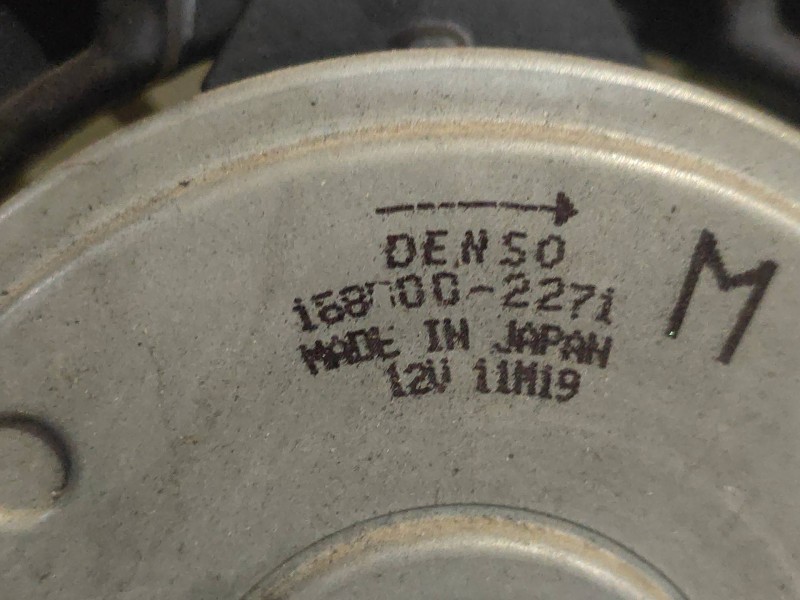 DENSO
168000-2271
MADE IN JAPAN
12V 11M19
M